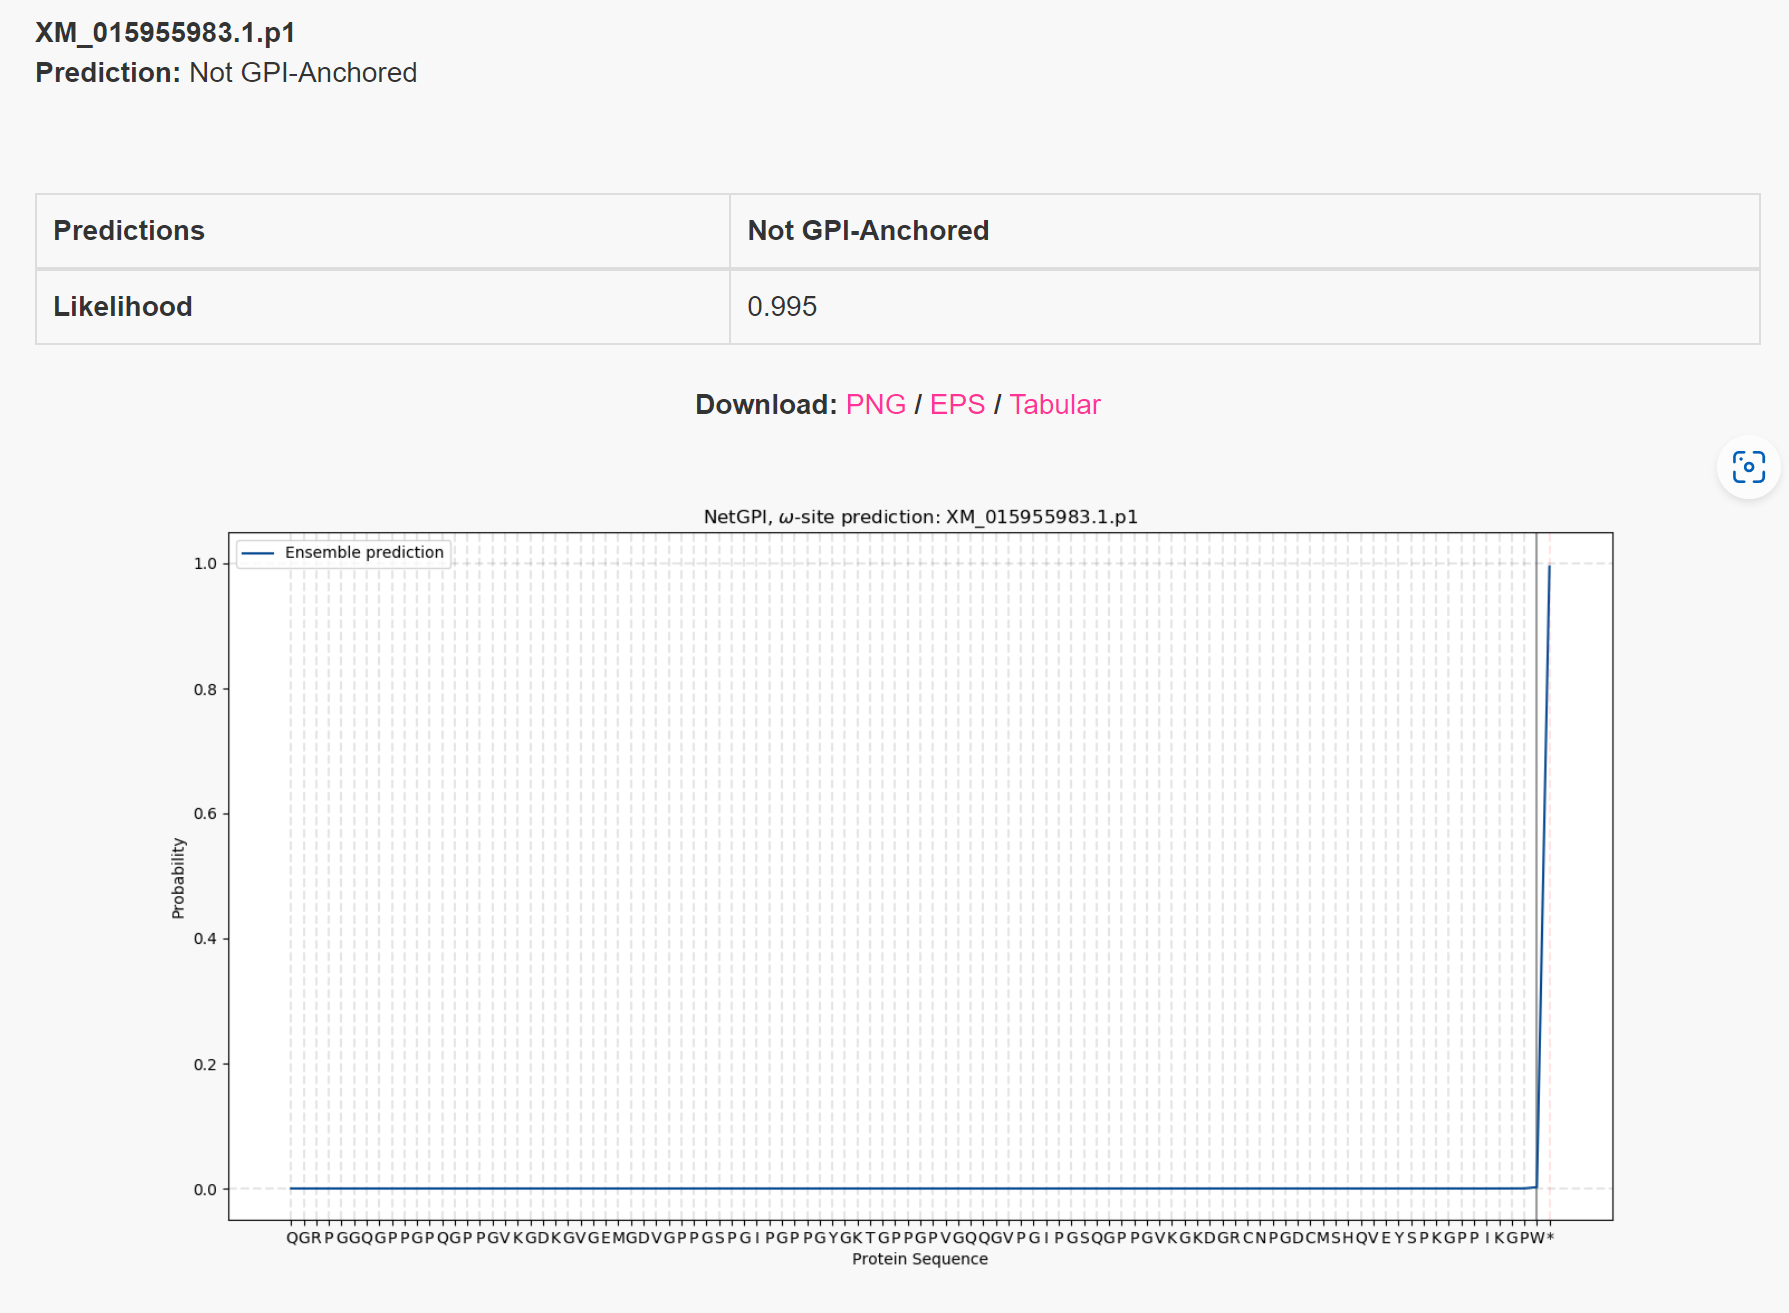 XM_015955983.1.p1
Prediction: Not GPI-Anchored
Predictions Not GPI-Anchored
Likelihood 0.995
Download: PNG / EPS / Tabular
NetGPI, ω-site prediction: XM_015955983.1.p1
Ensemble prediction
1.0
0.8
0.6
0.4
0.2
0.0
Probability
QGRPGGQGPPGPQGPPGVKGDKGVGEMGDVGPPGSPGIPGPPGYGKTGPPGPVGQQGVPGIPGSQGPPGVKGKDGRCNPGDCMSHQVEYSPKGPPIKGPW*
Protein Sequence